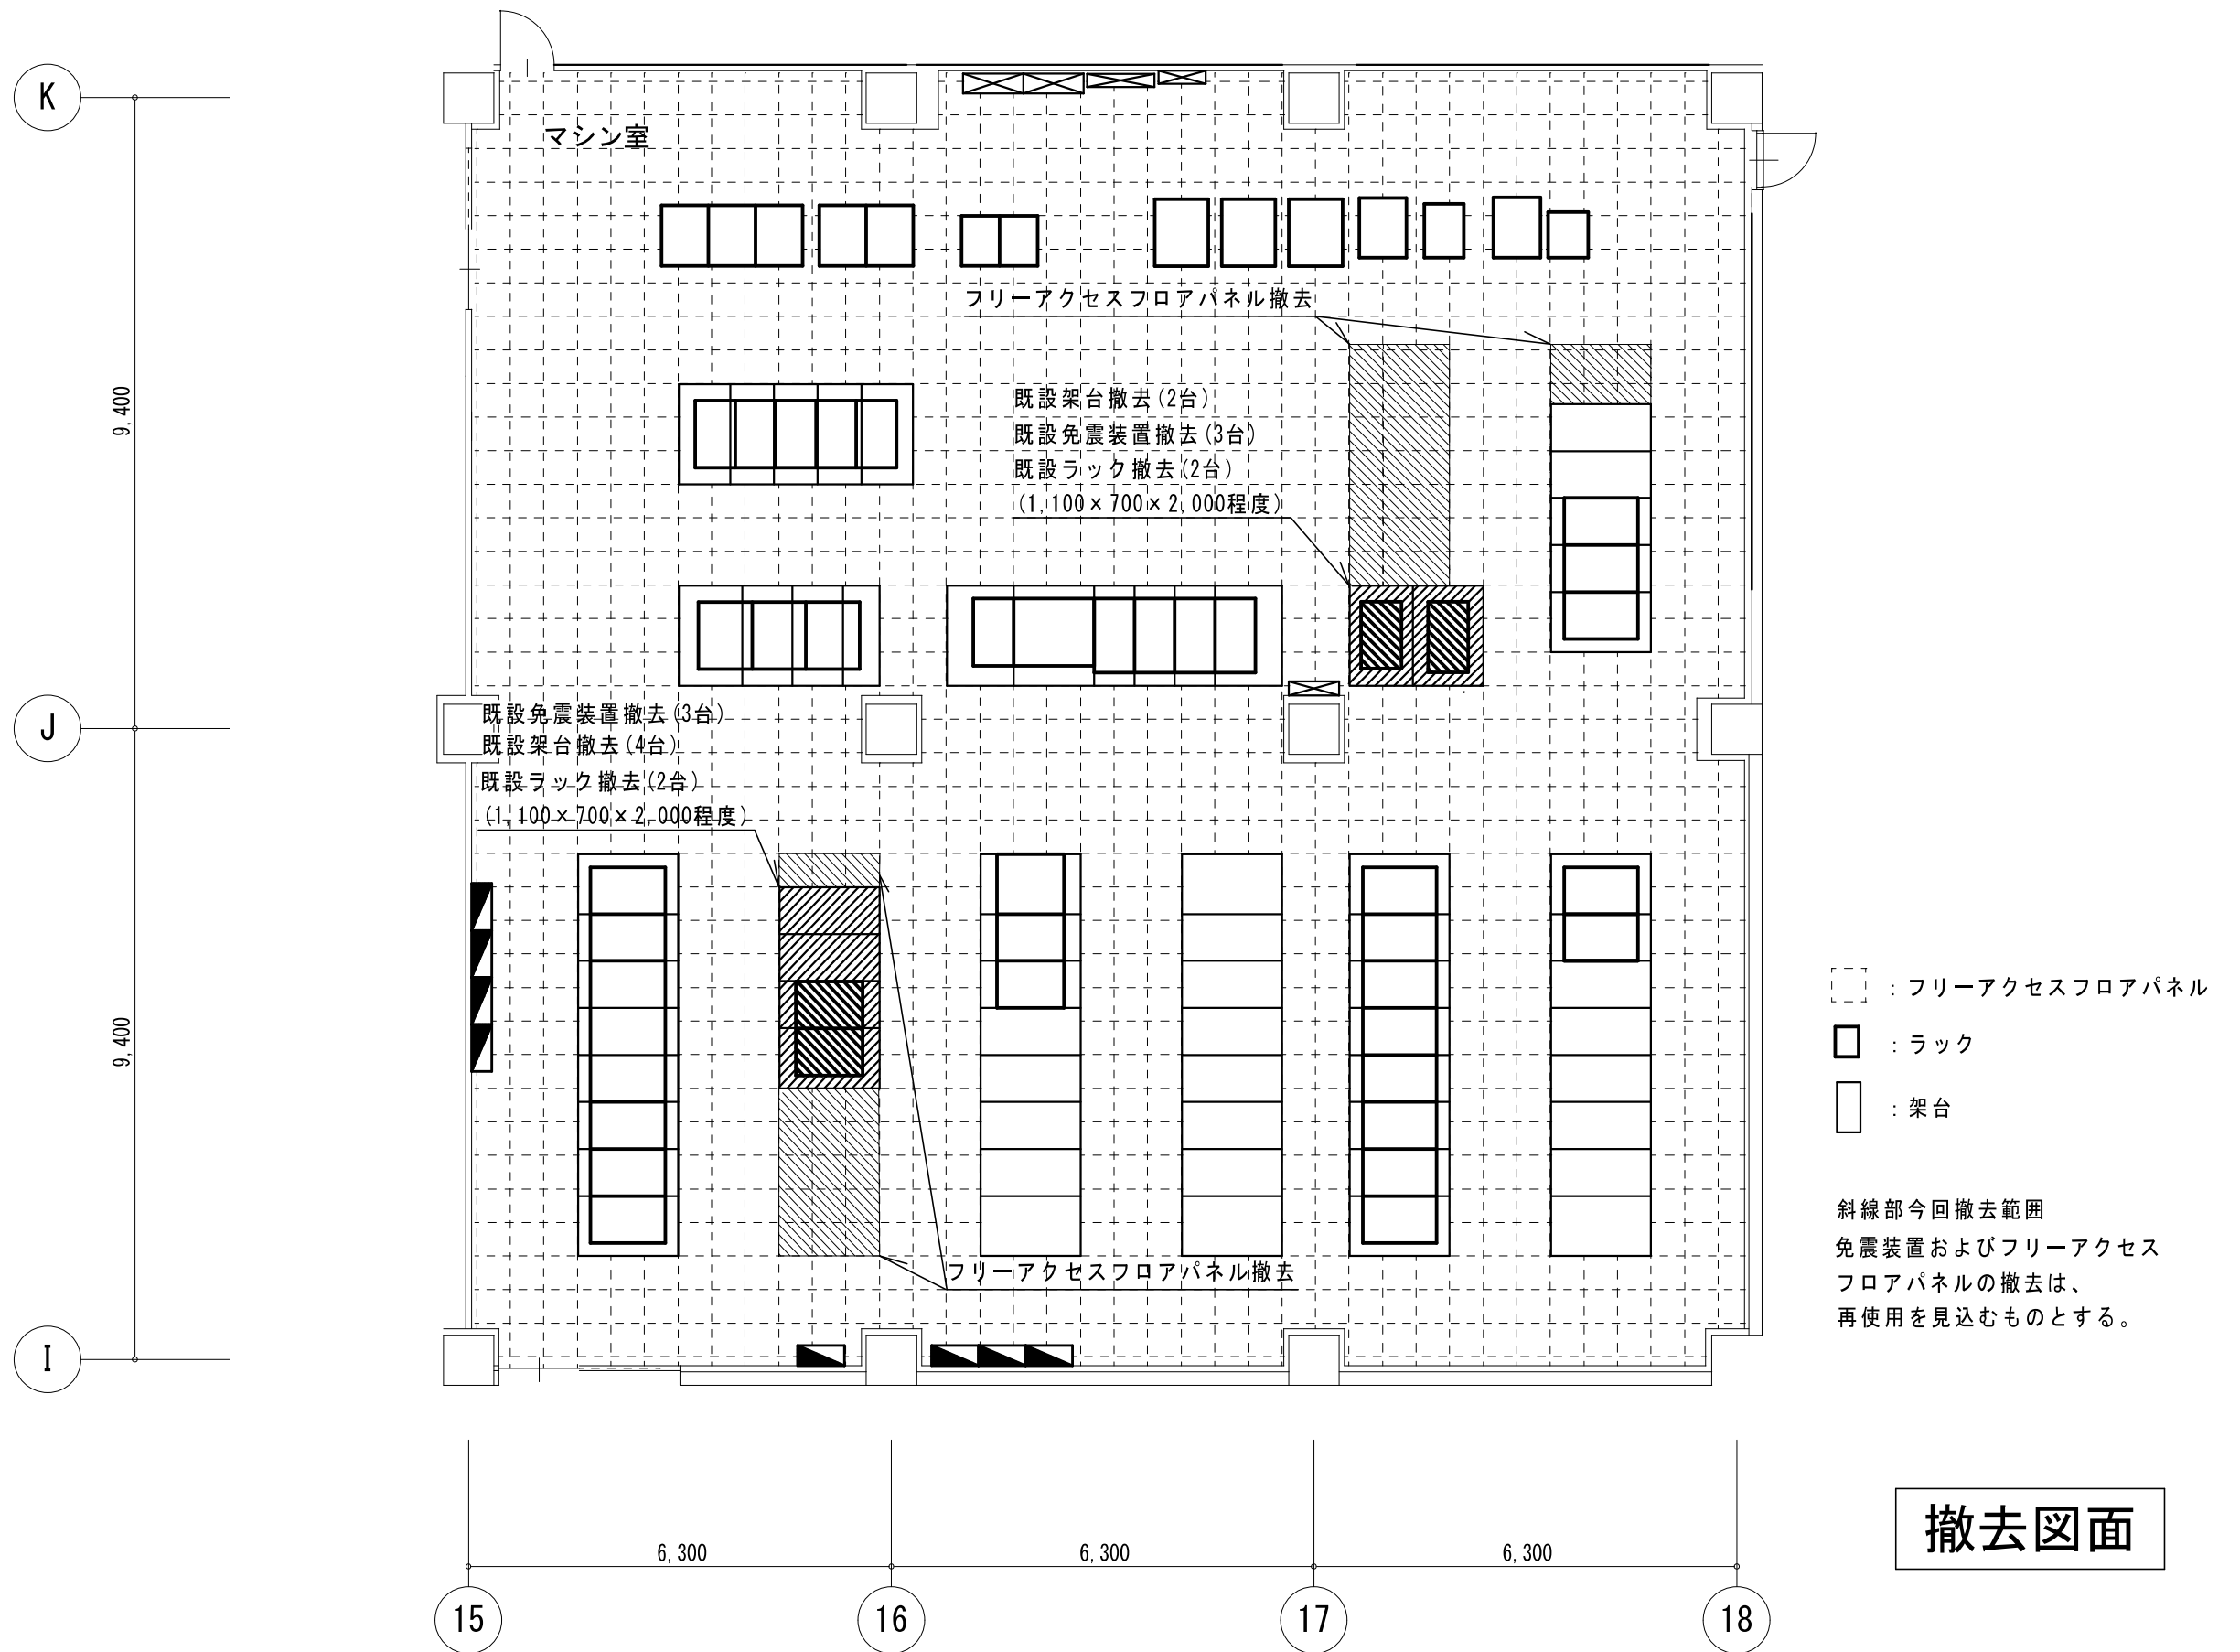 K
マシン室
フリーアクセスフロアパネル撤去
9,400
既設架台撤去(2台)
既設免震装置撤去(3台)
既設ラック撤去(2台)
(1,100×700×2,000程度)
J
既設免震装置撤去(3台)
既設架台撤去(4台)
既設ラック撤去(2台)
(1,100×700×2,000程度)
9,400
:フリーアクセスフロアパネル
:ラック
:架台
斜線部今回撤去範囲
免震装置およびフリーアクセス
フロアパネルの撤去は、
再使用を見込むものとする。
フリーアクセスフロアパネル撤去
I
撤去図面
6,300
6,300
6,300
15
16
17
18